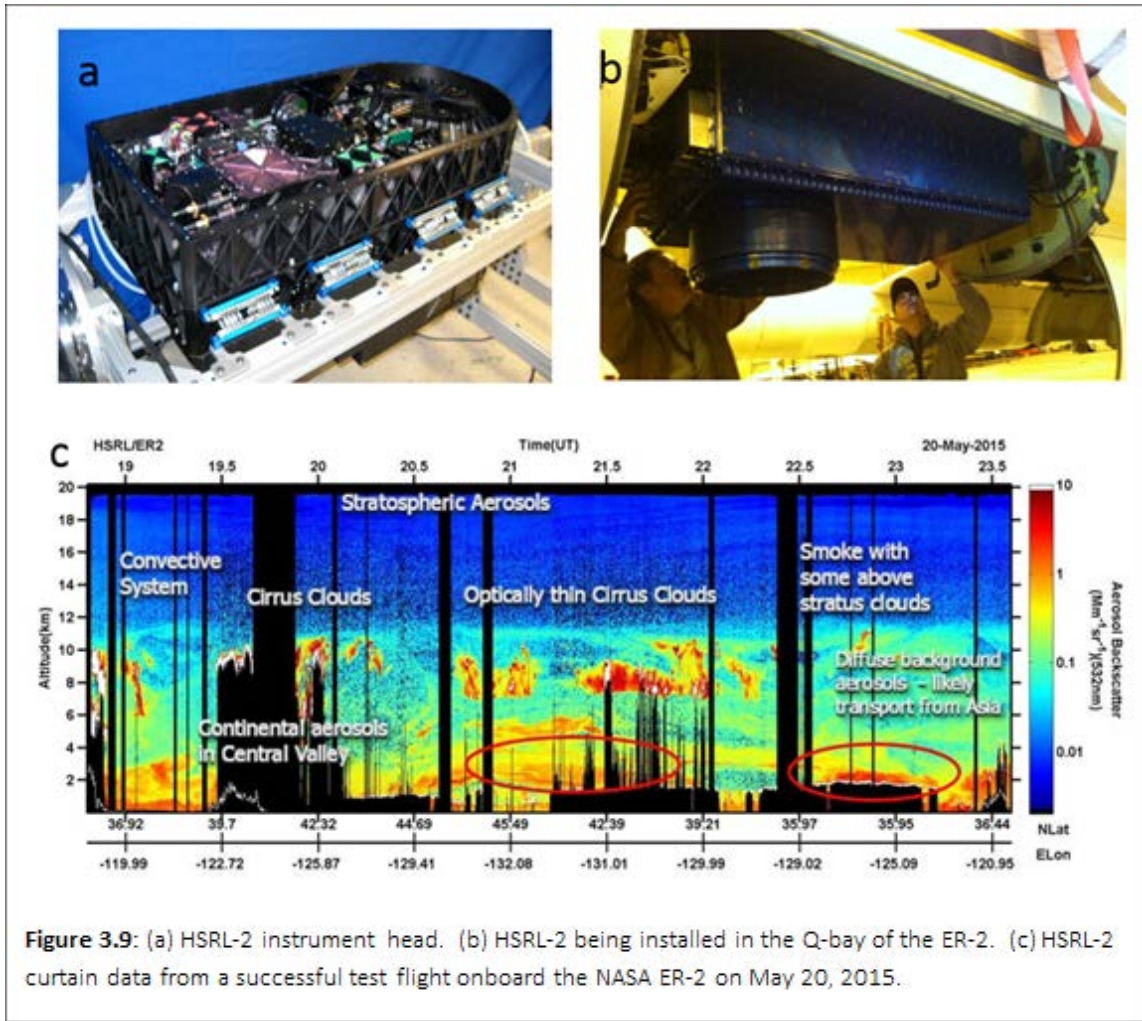 a
b
c
HSRL/ER2 Time(UT) 20-May-2015
19 19.5 20 20.5 21 21.5 22 22.5 23 23.5
20
18
16
14
12
10
8
6
4
2
Altitude(km)
Stratospheric Aerosols
Convective
System
Cirrus Clouds
Optically thin Cirrus Clouds
Smoke with
some above
stratus clouds
Diffuse background
aerosols – likely
transport from Asia
Continental aerosols
in Central Valley
10
1
0.1
0.01
Aerosol Backscatter
(Mm⁻¹sr⁻¹)(532nm)
36.92 39.7 42.32 44.69 45.49 42.39 39.21 35.97 35.95 36.44
NLat
-119.99 -122.72 -125.87 -129.41 -132.08 -131.01 -129.99 -129.02 -125.09 -120.95
ELon
Figure 3.9: (a) HSRL-2 instrument head. (b) HSRL-2 being installed in the Q-bay of the ER-2. (c) HSRL-2
curtain data from a successful test flight onboard the NASA ER-2 on May 20, 2015.